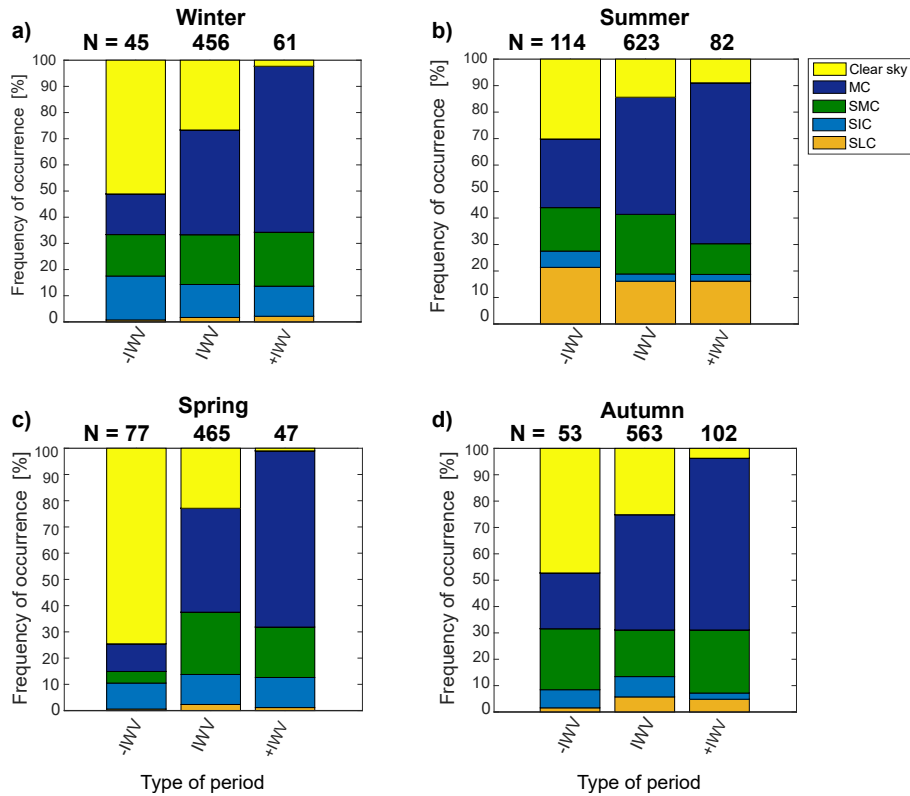 a)
Winter
N = 45 456 61
Frequency of occurrence [%]
100
90
80
70
60
50
40
30
20
10
0
-IWV IWV +IWV
b)
Summer
N = 114 623 82
Frequency of occurrence [%]
100
90
80
70
60
50
40
30
20
10
0
-IWV IWV +IWV
Clear sky
MC
SMC
SIC
SLC
c)
Spring
N = 77 465 47
Frequency of occurrence [%]
100
90
80
70
60
50
40
30
20
10
0
-IWV IWV +IWV
Type of period
d)
Autumn
N = 53 563 102
Frequency of occurrence [%]
100
90
80
70
60
50
40
30
20
10
0
-IWV IWV +IWV
Type of period